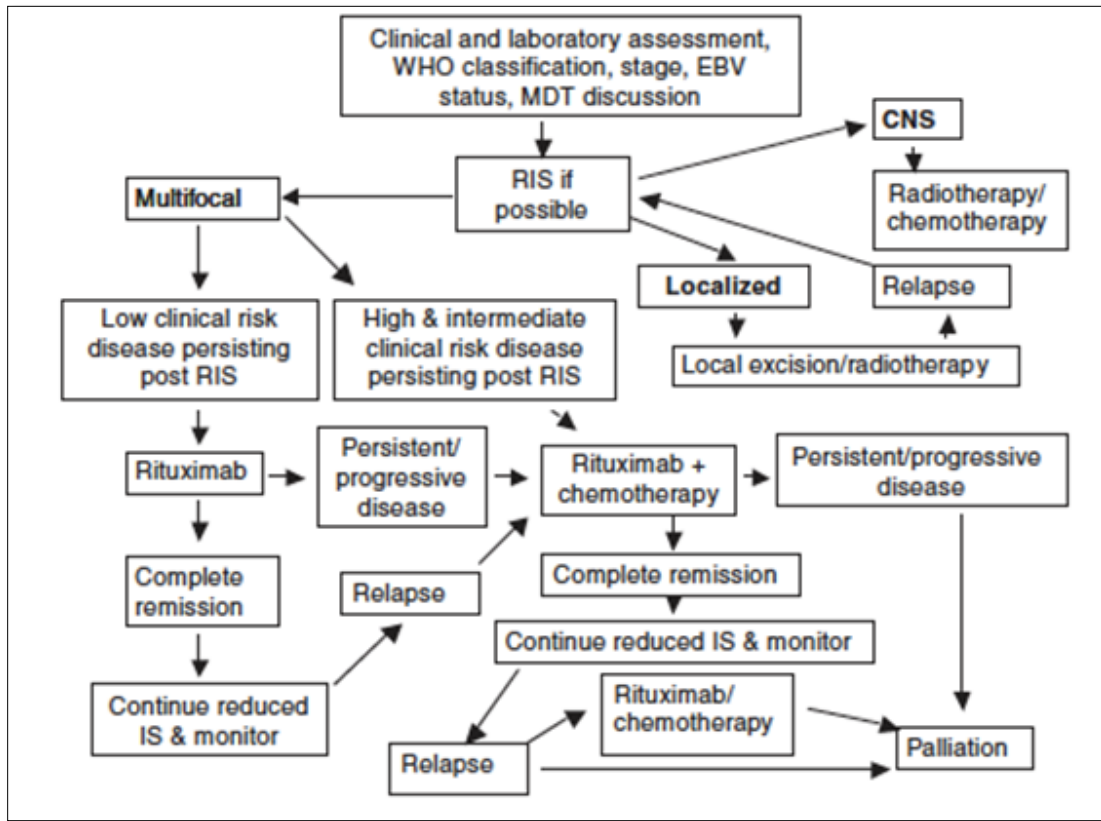 Clinical and laboratory assessment,
WHO classification, stage, EBV
status, MDT discussion
CNS
RIS if
possible
Multifocal
Radiotherapy/
chemotherapy
Localized
Relapse
Low clinical risk
disease persisting
post RIS
High & intermediate
clinical risk disease
persisting post RIS
Local excision/radiotherapy
Rituximab
Persistent/
progressive
disease
Rituximab +
chemotherapy
Persistent/progressive
disease
Complete
remission
Relapse
Complete remission
Continue reduced IS & monitor
Continue reduced
IS & monitor
Rituximab/
chemotherapy
Relapse
Palliation